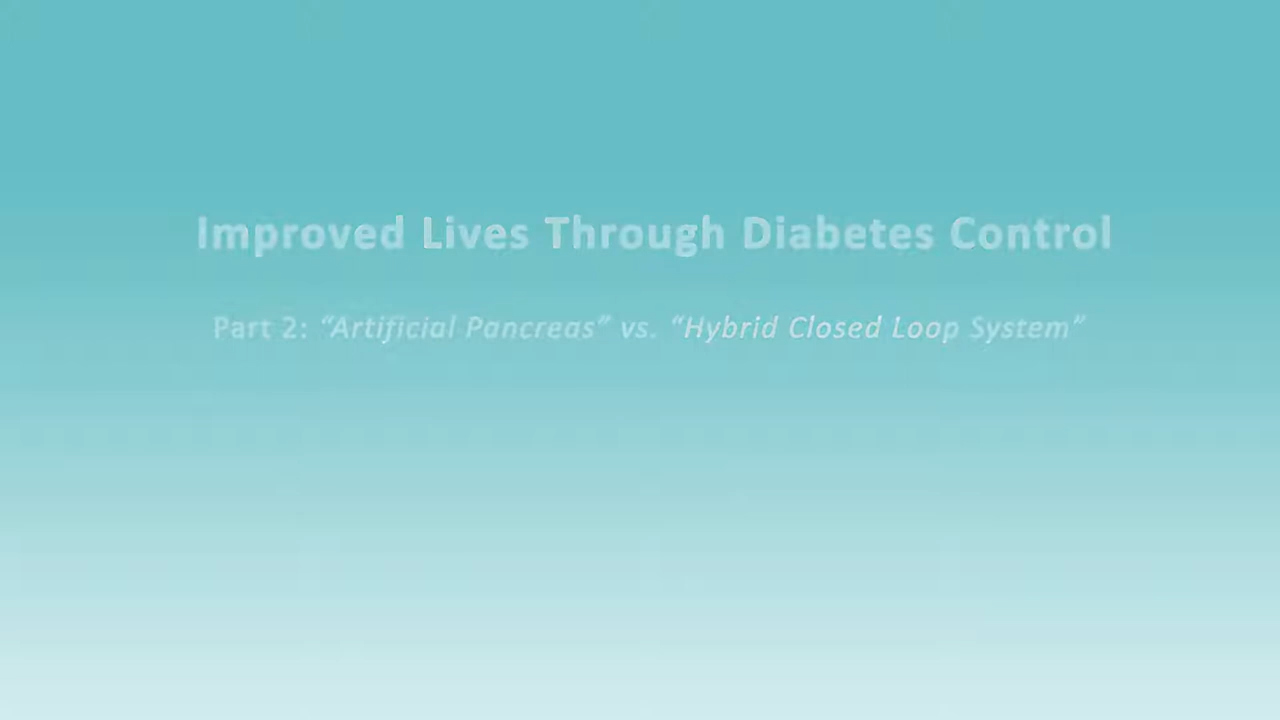 Improved Lives Through Diabetes Control
Part 2: “Artificial Pancreas” vs. “Hybrid Closed Loop System”